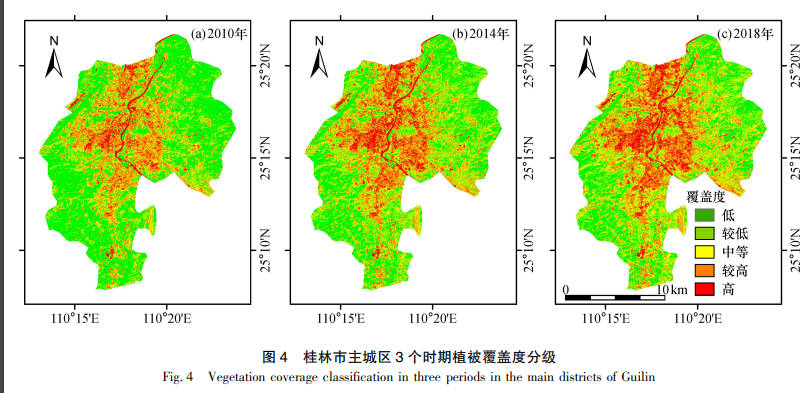 (a)2010年
(b)2014年
(c)2018年
N
N
N
25°20′N
25°15′N
25°10′N
25°20′N
25°15′N
25°10′N
25°20′N
25°15′N
25°10′N
覆盖度
低
较低
中等
较高
高
0 10 km
110°15′E 110°20′E
110°15′E 110°20′E
110°15′E 110°20′E
图 4 桂林市主城区 3 个时期植被覆盖度分级
Fig. 4 Vegetation coverage classification in three periods in the main districts of Guilin